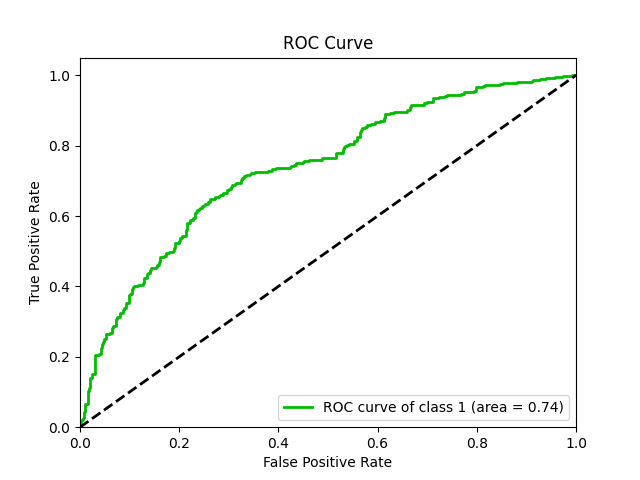 ROC Curve
True Positive Rate
1.0
0.8
0.6
0.4
0.2
0.0
ROC curve of class 1 (area = 0.74)
0.0 0.2 0.4 0.6 0.8 1.0
False Positive Rate